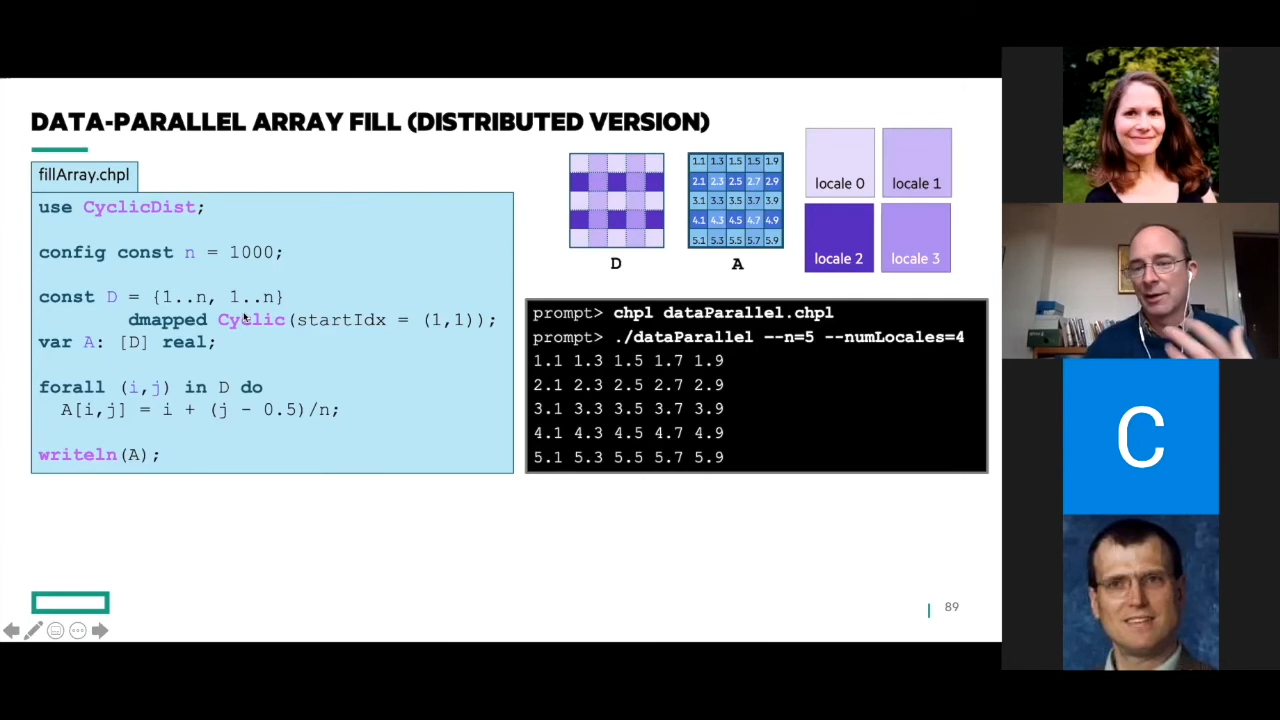 DATA-PARALLEL ARRAY FILL (DISTRIBUTED VERSION)
fillArray.chpl
use CyclicDist;
config const n = 1000;
const D = {1..n, 1..n}
dmapped Cyclic(startIdx = (1,1));
var A: [D] real;
forall (i,j) in D do
A[i,j] = i + (j - 0.5)/n;
writeln(A);
D
1.1 1.3 1.5 1.5 1.9
2.1 2.3 2.5 2.7 2.9
3.1 3.3 3.5 3.7 3.9
4.1 4.3 4.5 4.7 4.9
5.1 5.3 5.5 5.7 5.9
A
locale 0 locale 1
locale 2 locale 3
prompt> chpl dataParallel.chpl
prompt> ./dataParallel --n=5 --numLocales=4
1.1 1.3 1.5 1.7 1.9
2.1 2.3 2.5 2.7 2.9
3.1 3.3 3.5 3.7 3.9
4.1 4.3 4.5 4.7 4.9
5.1 5.3 5.5 5.7 5.9
89
C